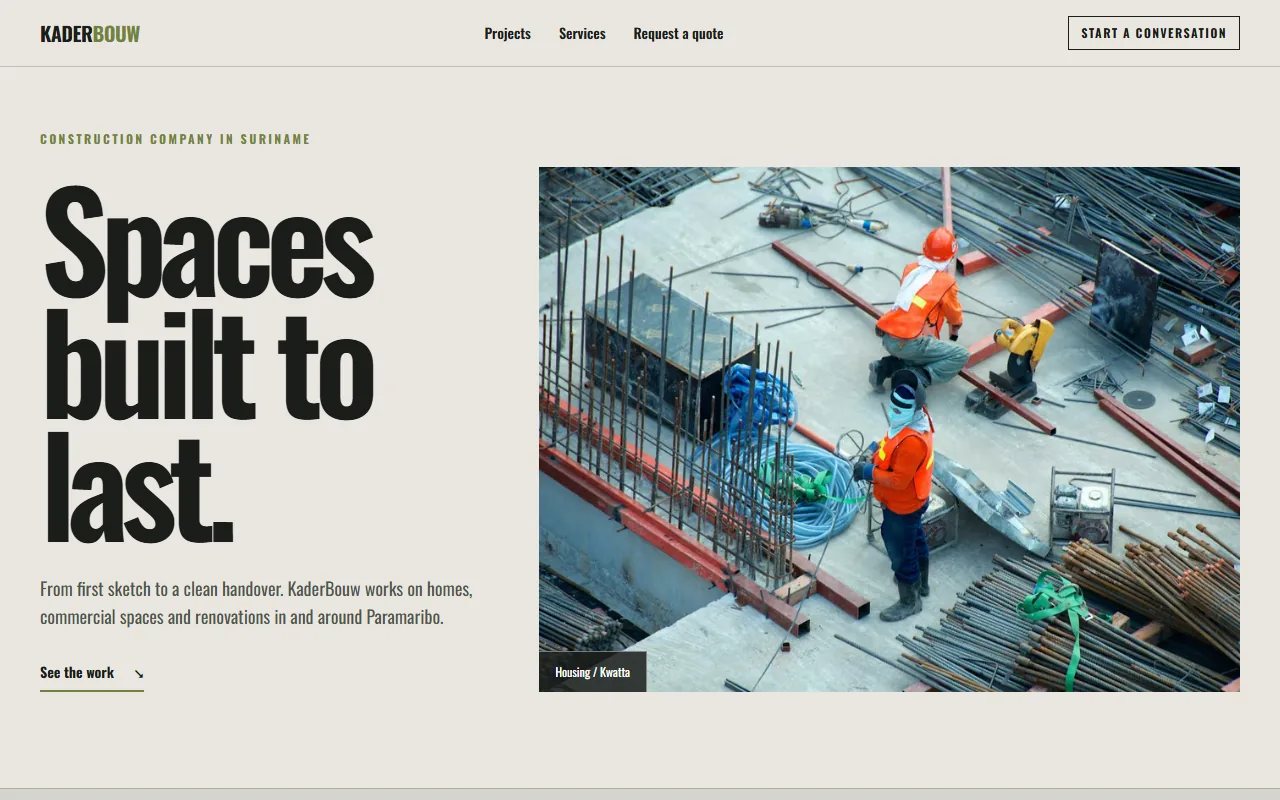 KADERBOUW
Projects
Services
Request a quote
START A CONVERSATION
CONSTRUCTION COMPANY IN SURINAME
Spaces
built to
last.
From first sketch to a clean handover. KaderBouw works on homes,
commercial spaces and renovations in and around Paramaribo.
See the work ↘
Housing / Kwatta